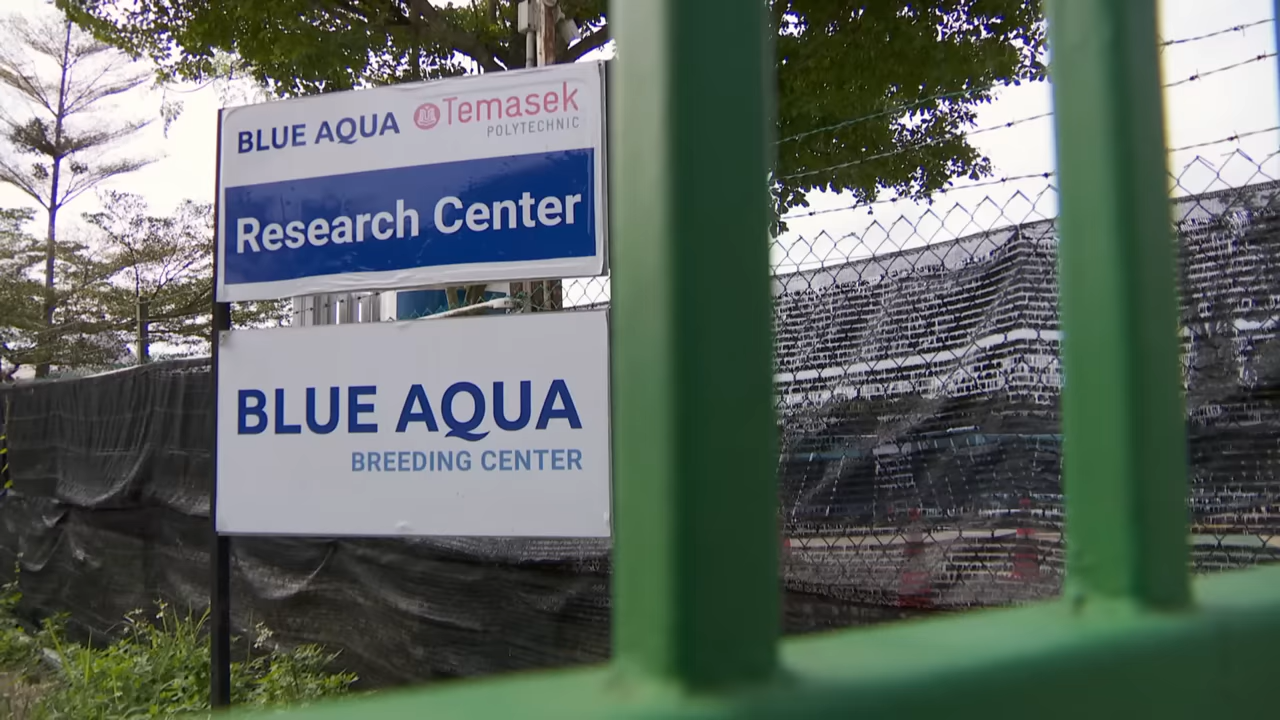 BLUE AQUA Temasek
POLYTECHNIC
Research Center
BLUE AQUA
BREEDING CENTER